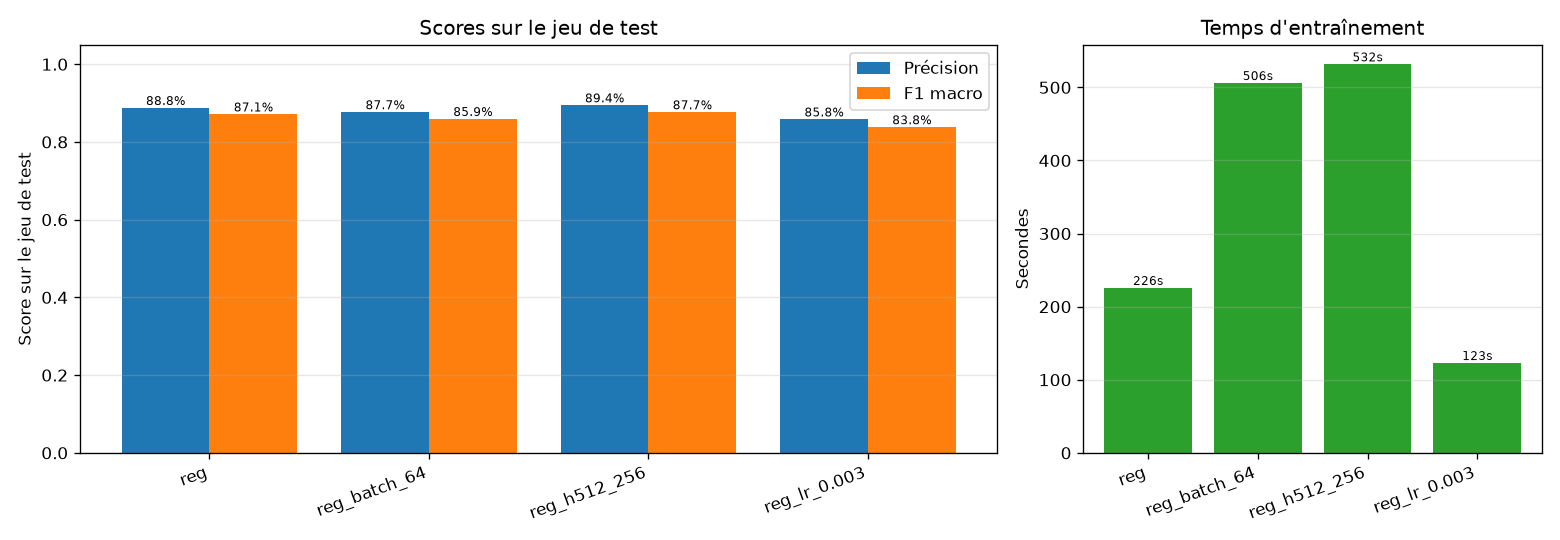 Scores sur le jeu de test
Score sur le jeu de test
1.0
0.8
0.6
0.4
0.2
0.0
Précision
F1 macro
88.8%
87.1%
87.7%
85.9%
89.4%
87.7%
85.8%
83.8%
reg
reg_batch_64
reg_h512_256
reg_lr_0.003
Temps d'entraînement
Secondes
500
400
300
200
100
0
226s
506s
532s
123s
reg
reg_batch_64
reg_h512_256
reg_lr_0.003